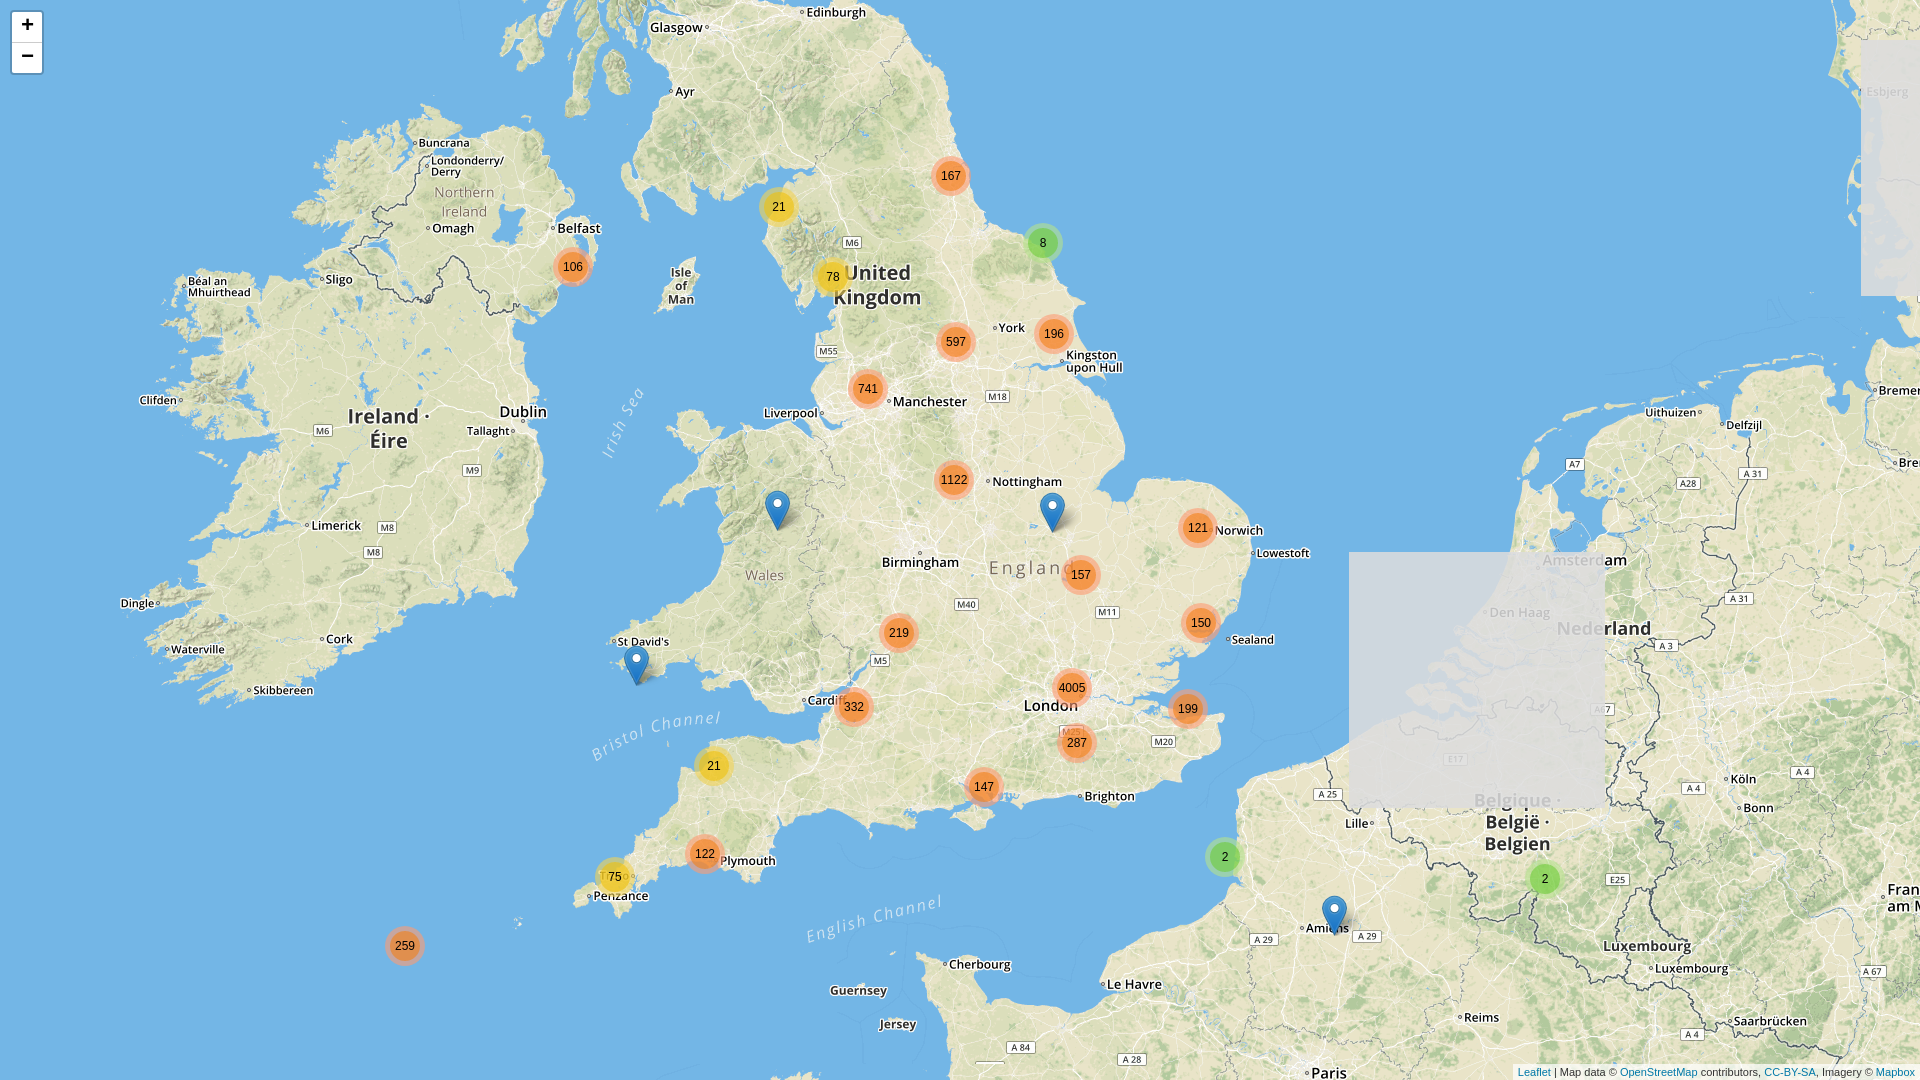 +
−
Edinburgh
Glasgow
Ayr
Esbjerg
Buncrana
Londonderry/
Derry
167
Northern
Ireland
21
Omagh
Belfast
M6
8
106
Isle
of
Man
78
United
Kingdom
Sligo
Béal an
Mhuirthead
York
196
597
M55
Kingston
upon Hull
741
Manchester
M18
Bremer
Clifden
Liverpool
Dublin
Uithuizen
Delfzijl
Ireland ·
Éire
Irish Sea
M6
Tallaght
A7
Bre
M9
A 31
1122
Nottingham
A28
Limerick
M8
121
Norwich
M8
Lowestoft
Birmingham
Amsterdam
England
157
Wales
Dingle
M40
M11
A 31
Den Haag
219
150
Nederland
Cork
St David's
Sealand
Waterville
M5
A 3
Skibbereen
4005
Cardiff
332
London
199
Bristol Channel
M25
287
M20
E17
21
A 4
Köln
147
Brighton
A 25
A 4
Belgique ·
België ·
Belgien
Bonn
Lille
122
Plymouth
2
75
Penzance
2
E25
Fran
am M
English Channel
Amiens
A 29
A 29
259
Luxembourg
Cherbourg
Luxembourg
A 67
Le Havre
Guernsey
Jersey
Reims
Saarbrücken
A 4
A 84
A 28
Paris
Leaflet | Map data © OpenStreetMap contributors, CC-BY-SA, Imagery © Mapbox